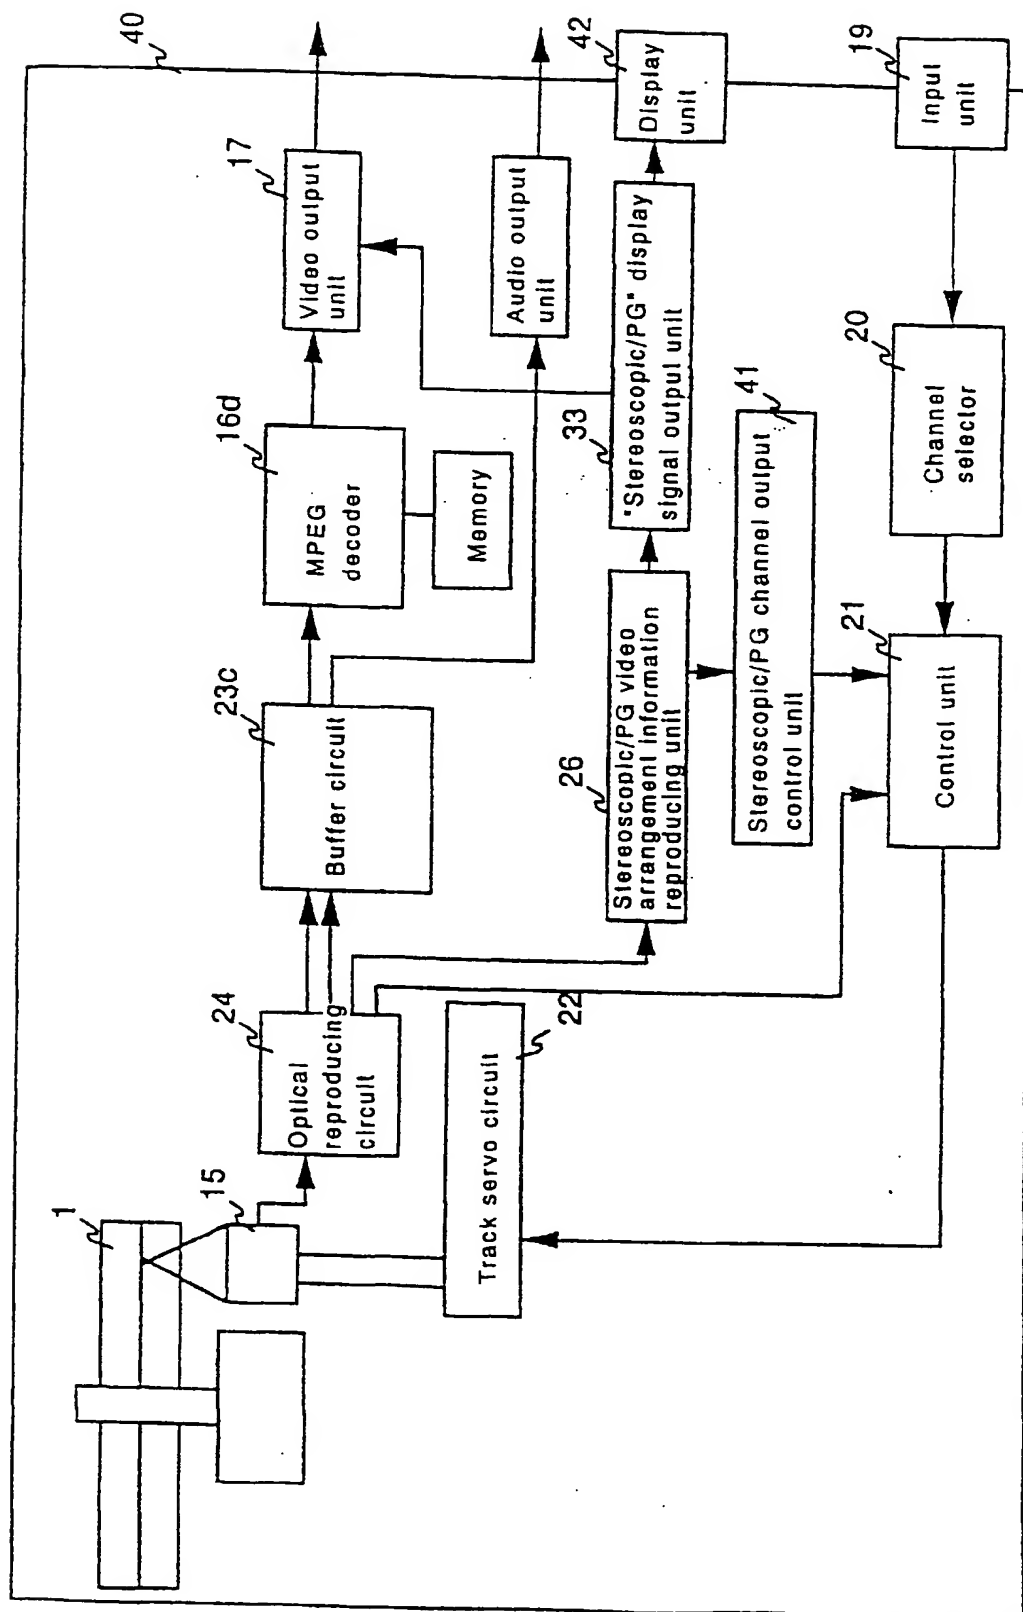 40
1
15
24
Optical
reproducing
circuit
23c
Buffer circuit
16d
MPEG
decoder
Memory
17
Video output
unit
Audio output
unit
22
Track servo circuit
26
Stereoscopic/PG video
arrangement information
reproducing unit
33
"Stereoscopic/PG" display
signal output unit
42
Display
unit
41
Stereoscopic/PG channel output
control unit
21
Control unit
20
Channel
selector
19
Input
unit